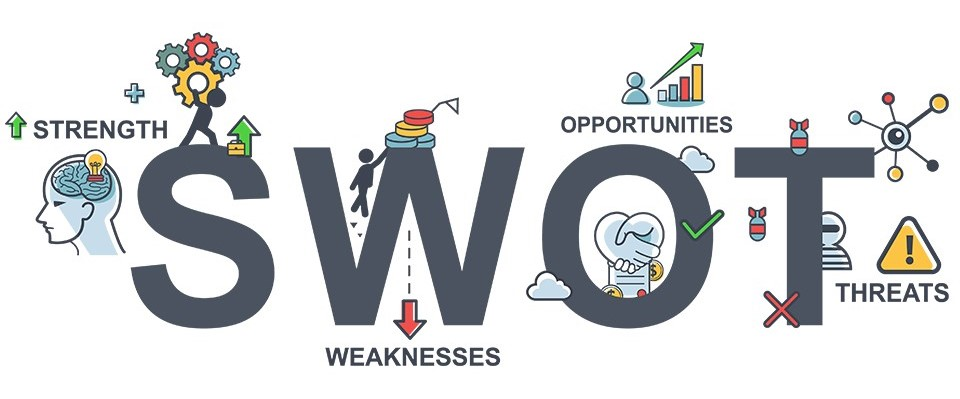 STRENGTH
OPPORTUNITIES
SWOT
THREATS
WEAKNESSES